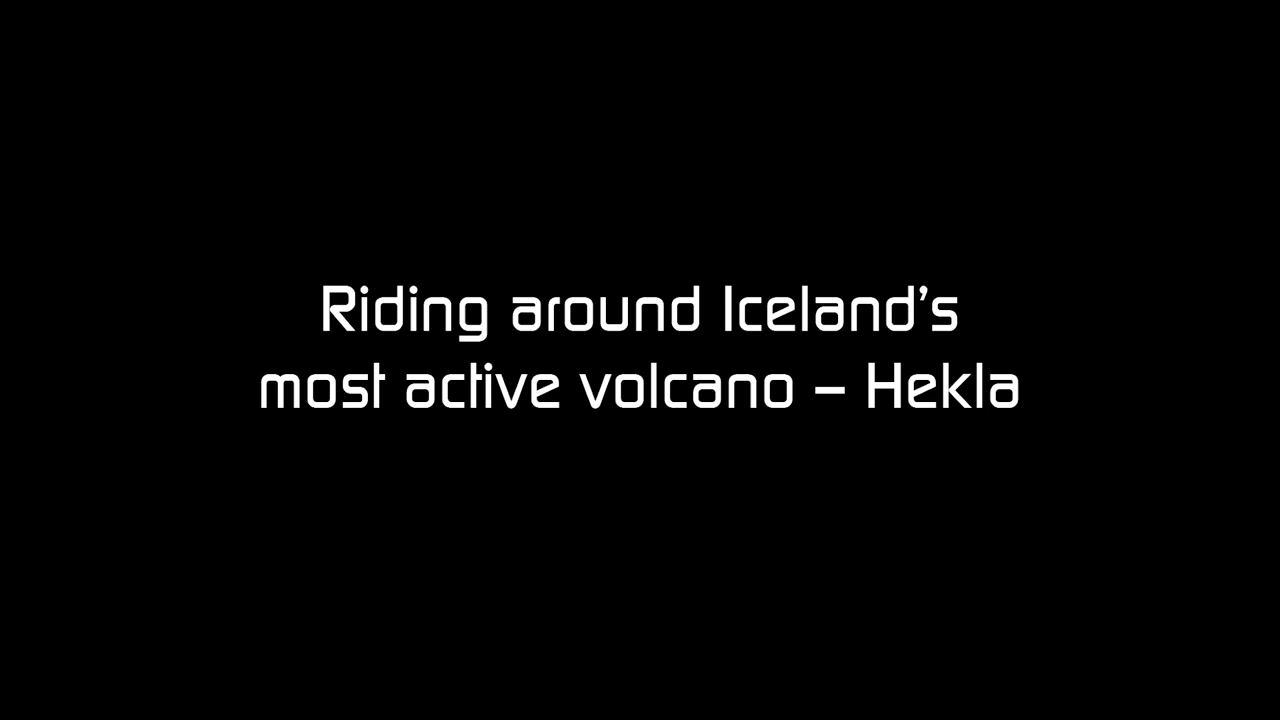 Riding around Iceland’s
most active volcano – Hekla